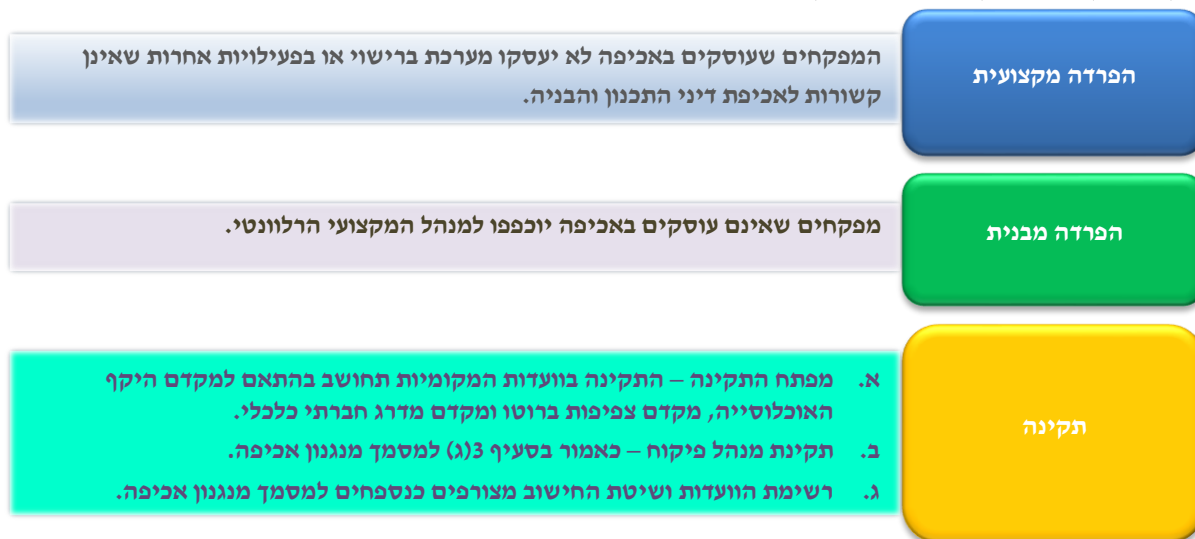 הפרדה מקצועית
המפקחים שעוסקים באכיפה לא יעסקו מערכת ברישוי או בפעילויות אחרות שאינן
קשורות לאכיפת דיני התכנון והבניה.
הפרדה מבנית
מפקחים שאינם עוסקים באכיפה יוכפפו למנהל המקצועי הרלוונטי.
תקינה
א. מפתח התקינה – התקינה בוועדות המקומיות תחושב בהתאם למקדם היקף
האוכלוסייה, מקדם צפיפות ברוטו ומקדם מדרג חברתי כלכלי.
ב. תקינת מנהל פיקוח – כאמור בסעיף 3(ג) למסמך מנגנון אכיפה.
ג. רשימת הוועדות ושיטת החישוב מצורפים כנספחים למסמך מנגנון אכיפה.